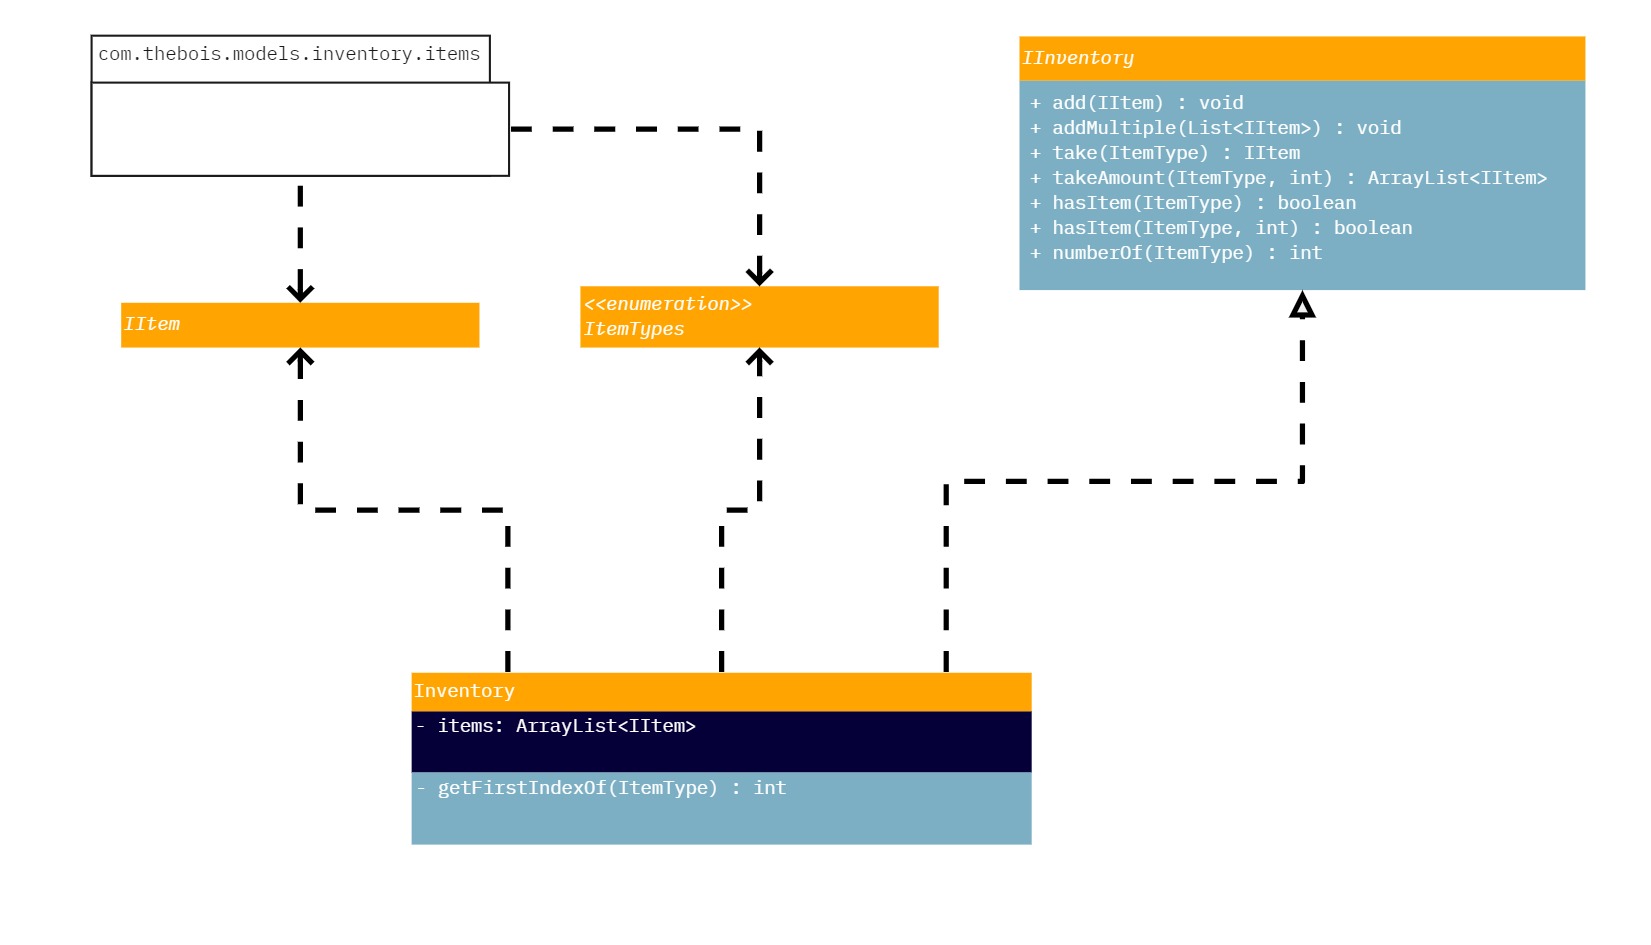 com.thebois.models.inventory.items
IInventory
+ add(IItem) : void
+ addMultiple(List<IItem>) : void
+ take(ItemType) : IItem
+ takeAmount(ItemType, int) : ArrayList<IItem>
+ hasItem(ItemType) : boolean
+ hasItem(ItemType, int) : boolean
+ numberOf(ItemType) : int
IItem
<<enumeration>>
ItemTypes
Inventory
- items: ArrayList<IItem>
- getFirstIndexOf(ItemType) : int